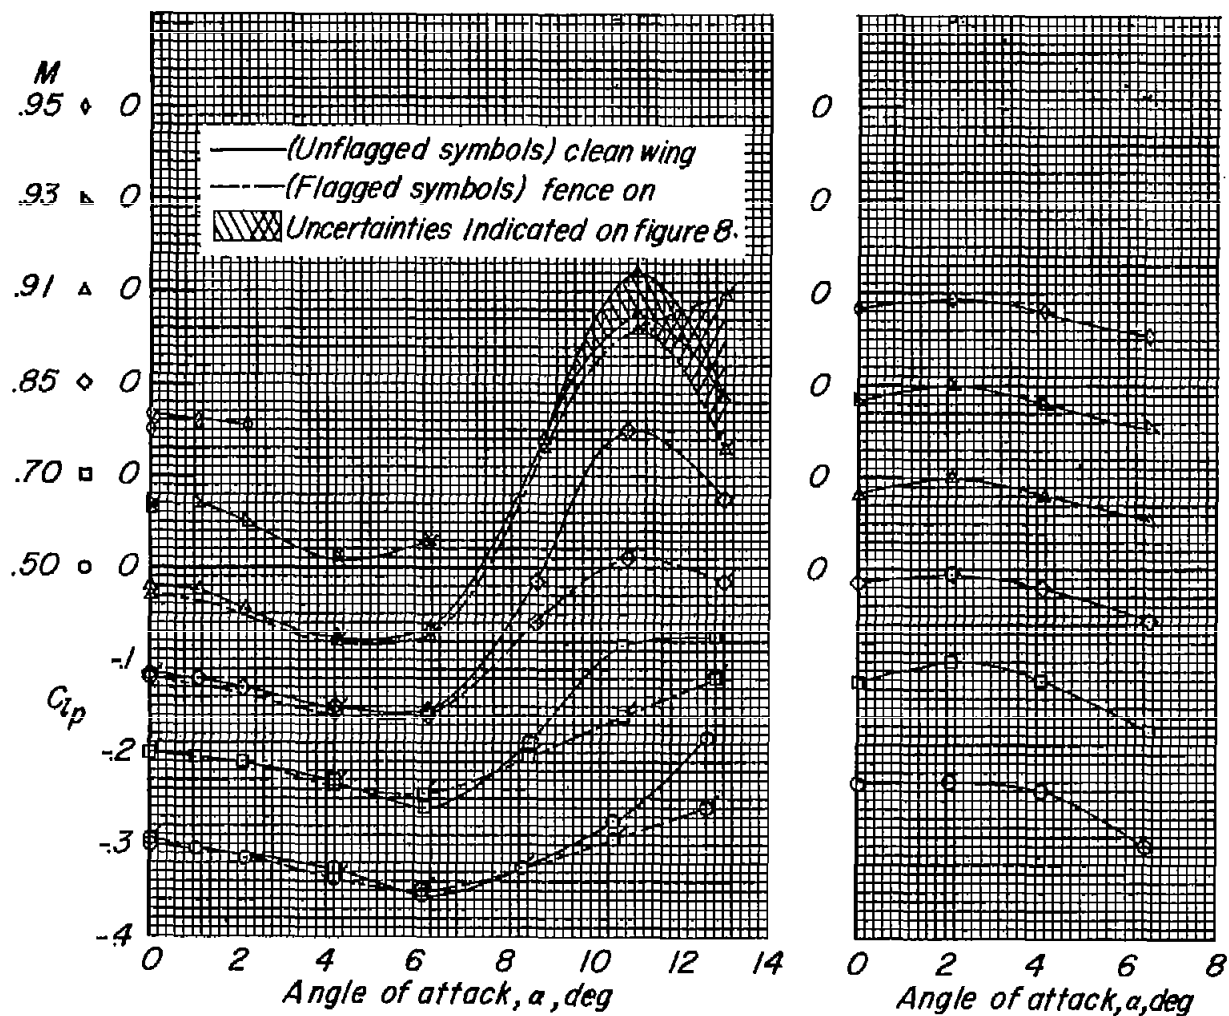 M
.95 0 0
(Unflagged symbols) clean wing
.93 0 (Flagged symbols) fence on 0
Uncertainties Indicated on figure 8.
.91 0 0
.85 0 0
.70 0 0
.50 0 0
-.1
Clp
-.2
-.3
-.4
0 2 4 6 8 10 12 14 0 2 4 6 8
Angle of attack, α, deg Angle of attack, α, deg